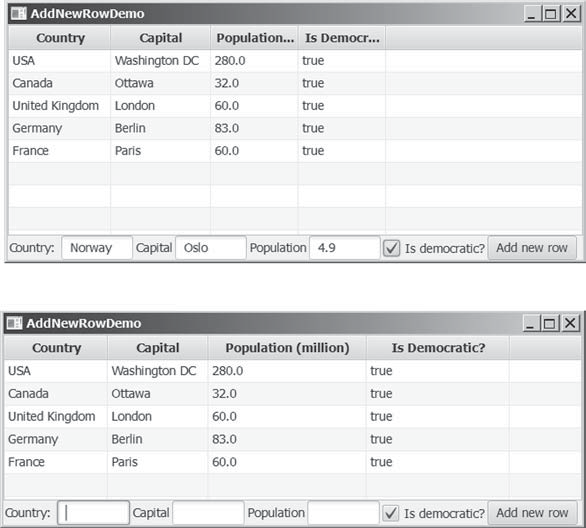 AddNewRowDemo
Country Capital Population... Is Democr...
USA Washington DC 280.0 true
Canada Ottawa 32.0 true
United Kingdom London 60.0 true
Germany Berlin 83.0 true
France Paris 60.0 true
Country: Norway Capital Oslo Population 4.9 Is democratic? Add new row
AddNewRowDemo
Country Capital Population (million) Is Democratic?
USA Washington DC 280.0 true
Canada Ottawa 32.0 true
United Kingdom London 60.0 true
Germany Berlin 83.0 true
France Paris 60.0 true
Country: Capital Population Is democratic? Add new row